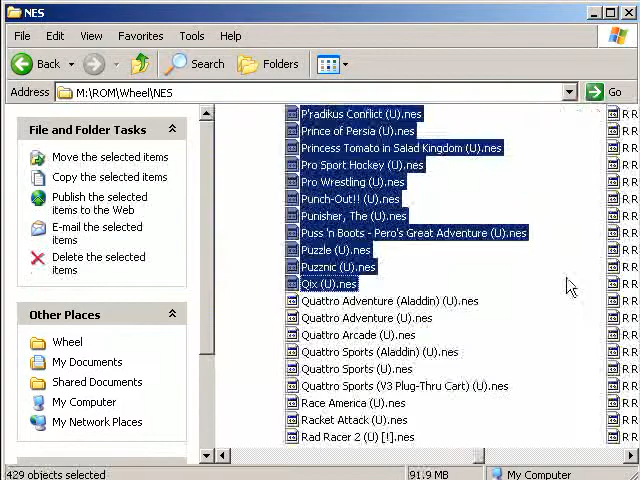 NES
File Edit View Favorites Tools Help
Back Search Folders
Address M:\ROM\Wheel\NES Go
File and Folder Tasks
Move the selected items
Copy the selected items
Publish the selected
items to the Web
E-mail the selected
items
Delete the selected
items
Other Places
Wheel
My Documents
Shared Documents
My Computer
My Network Places
P'radikus Conflict (U).nes
Prince of Persia (U).nes
Princess Tomato in Salad Kingdom (U).nes
Pro Sport Hockey (U).nes
Pro Wrestling (U).nes
Punch-Out!! (U).nes
Punisher, The (U).nes
Puss 'n Boots - Pero's Great Adventure (U).nes
Puzzle (U).nes
Puzznic (U).nes
Qix (U).nes
Quattro Adventure (Aladdin) (U).nes
Quattro Adventure (U).nes
Quattro Arcade (U).nes
Quattro Sports (Aladdin) (U).nes
Quattro Sports (U).nes
Quattro Sports (V3 Plug-Thru Cart) (U).nes
Race America (U).nes
Racket Attack (U).nes
Rad Racer 2 (U) [!].nes
429 objects selected 91.9 MB My Computer